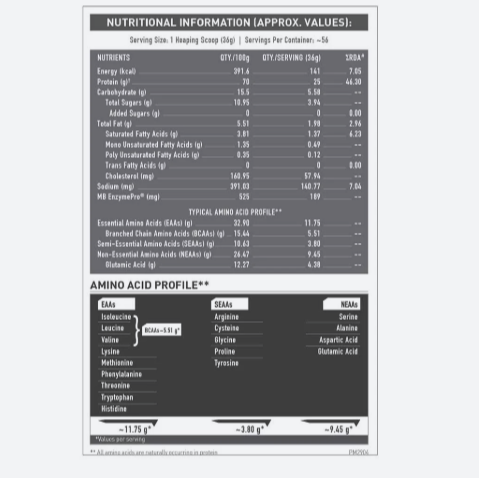 NUTRITIONAL INFORMATION (APPROX. VALUES):
Serving Size: 1 Heaping Scoop (36g) | Servings Per Container: ~56
NUTRIENTS QTY./100g QTY./SERVING (36g) %RDA*
Energy (kcal) 391.6 141 7.05
Protein (g)† 70 25 46.30
Carbohydrate (g) 15.5 5.58 --
Total Sugars (g) 10.95 3.94 --
Added Sugars (g) 0 0 0.00
Total Fat (g) 5.51 1.98 2.96
Saturated Fatty Acids (g) 3.81 1.37 6.23
Mono Unsaturated Fatty Acids (g) 1.35 0.49 --
Poly Unsaturated Fatty Acids (g) 0.35 0.12 --
Trans Fatty Acids (g) 0 0 0.00
Cholesterol (mg) 160.95 57.94 --
Sodium (mg) 391.03 140.77 7.04
MB EnzymePro® (mg) 525 189 --
TYPICAL AMINO ACID PROFILE**
Essential Amino Acids (EAAs) (g) 32.90 11.75 --
Branched Chain Amino Acids (BCAAs) (g) 15.44 5.51 --
Semi-Essential Amino Acids (SEAAs) (g) 10.63 3.80 --
Non-Essential Amino Acids (NEAAs) (g) 26.47 9.45 --
Glutamic Acid (g) 12.27 4.38 --
AMINO ACID PROFILE**
EAAs SEAAs NEAAs
Isoleucine Arginine Serine
Leucine BCAAs~5.51 g* Cysteine Alanine
Valine Glycine Aspartic Acid
Lysine Proline Glutamic Acid
Methionine Tyrosine
Phenylalanine
Threonine
Tryptophan
Histidine
~11.75 g* ~3.80 g* ~9.45 g*
*Values per serving
** All amino acids are naturally occurring in protein